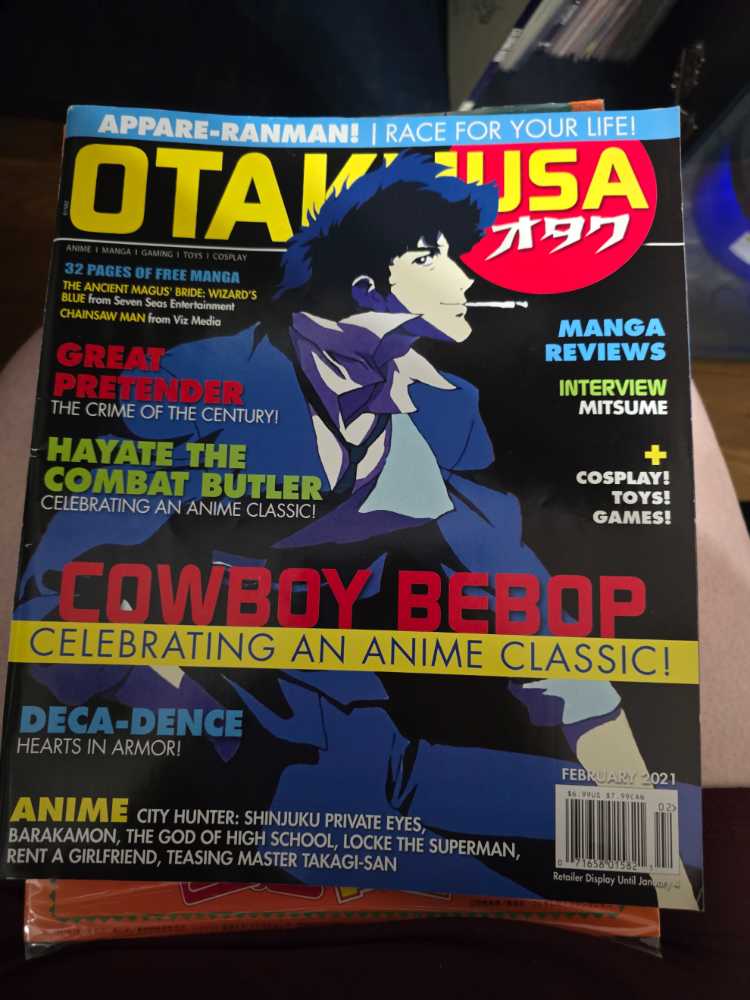 APPARE-RANMAN! | RACE FOR YOUR LIFE!
OTAKU USA
オタク
ANIME | MANGA | GAMING | TOYS | COSPLAY
32 PAGES OF FREE MANGA
THE ANCIENT MAGUS' BRIDE: WIZARD'S
BLUE from Seven Seas Entertainment
CHAINSAW MAN from Viz Media
GREAT
PRETENDER
THE CRIME OF THE CENTURY!
HAYATE THE
COMBAT BUTLER
CELEBRATING AN ANIME CLASSIC!
MANGA
REVIEWS
INTERVIEW
MITSUME
+
COSPLAY!
TOYS!
GAMES!
COWBOY BEBOP
CELEBRATING AN ANIME CLASSIC!
DECA-DENCE
HEARTS IN ARMOR!
FEBRUARY 2021
$6.99US $7.99CAN
02>
0 71658 01582
Retailer Display Until January
ANIME CITY HUNTER: SHINJUKU PRIVATE EYES,
BARAKAMON, THE GOD OF HIGH SCHOOL, LOCKE THE SUPERMAN,
RENT A GIRLFRIEND, TEASING MASTER TAKAGI-SAN